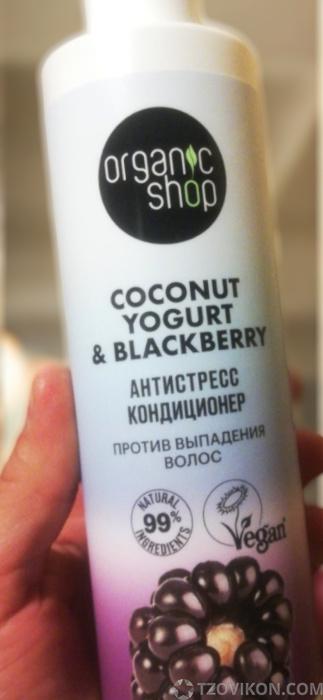 organic
shop
COCONUT
YOGURT
& BLACKBERRY
АНТИСТРЕСС
КОНДИЦИОНЕР
ПРОТИВ ВЫПАДЕНИЯ
ВОЛОС
NATURAL
99%
INGREDIENTS
Vegan
TZOVIKON.COM